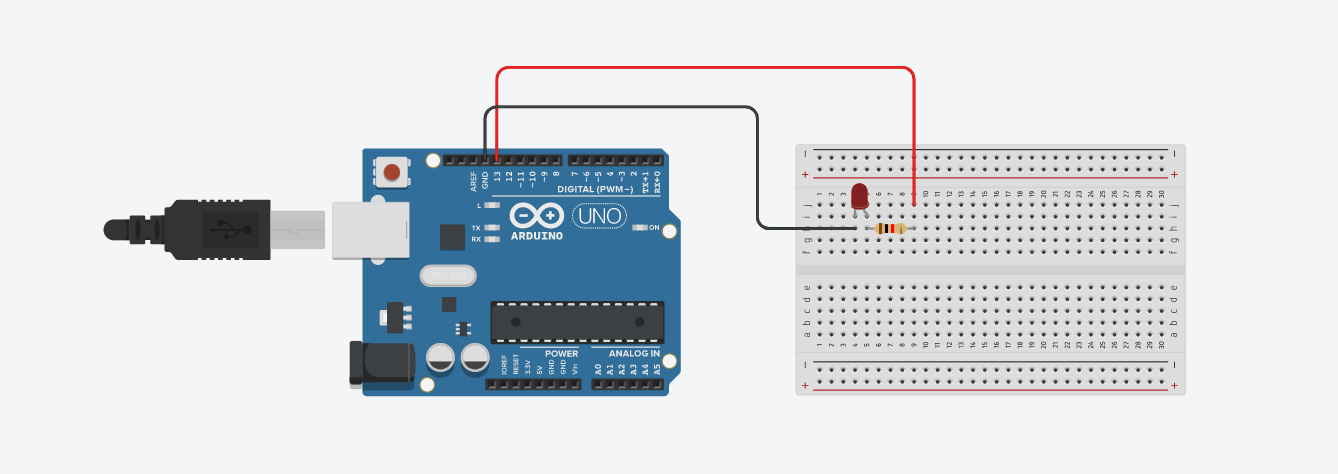 AREF
GND
13
12
~11
~10
~9
8
7
~6
~5
4
~3
2
TX→1
RX←0
DIGITAL (PWM~)
L
TX
RX
UNO
ON
ARDUINO
IOREF
RESET
3.3V
5V
GND
GND
Vin
POWER
ANALOG IN
A0
A1
A2
A3
A4
A5
− −
+ +
1 2 3 6 7 8 9 10 11 12 13 14 15 16 17 18 19 20 21 22 23 24 25 26 27 28 29 30
j j
i i
h
g g
f f
e e
d d
c c
b b
a a
1 2 3 4 5 6 7 8 9 10 11 12 13 14 15 16 17 18 19 20 21 22 23 24 25 26 27 28 29 30
− −
+ +